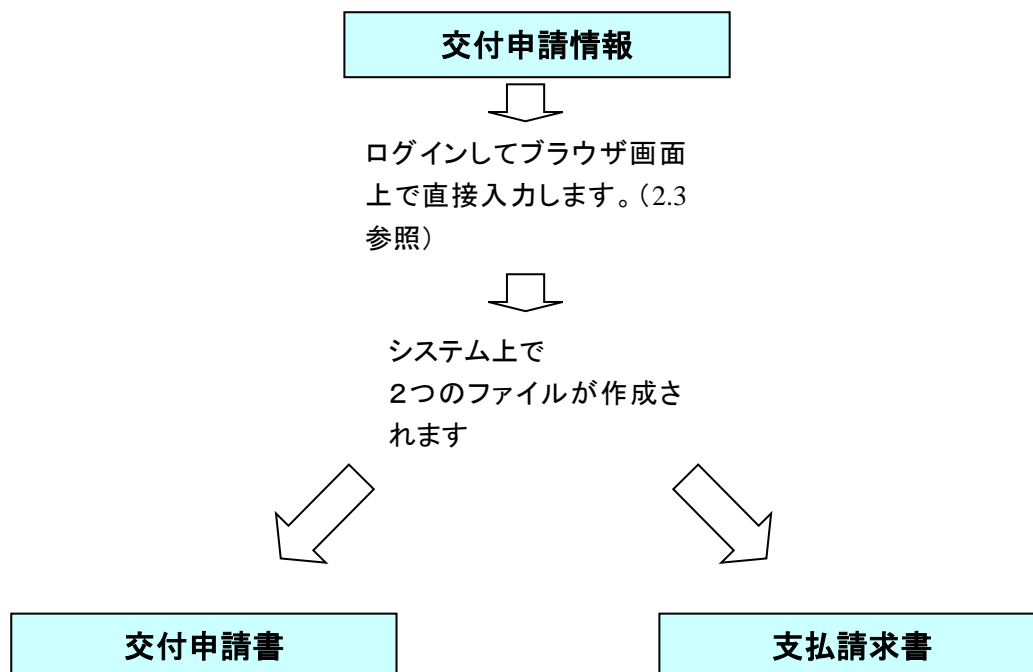 交付申請情報
ログインしてブラウザ画面
上で直接入力します。（2.3
参照）
システム上で
２つのファイルが作成さ
れます
交付申請書
支払請求書